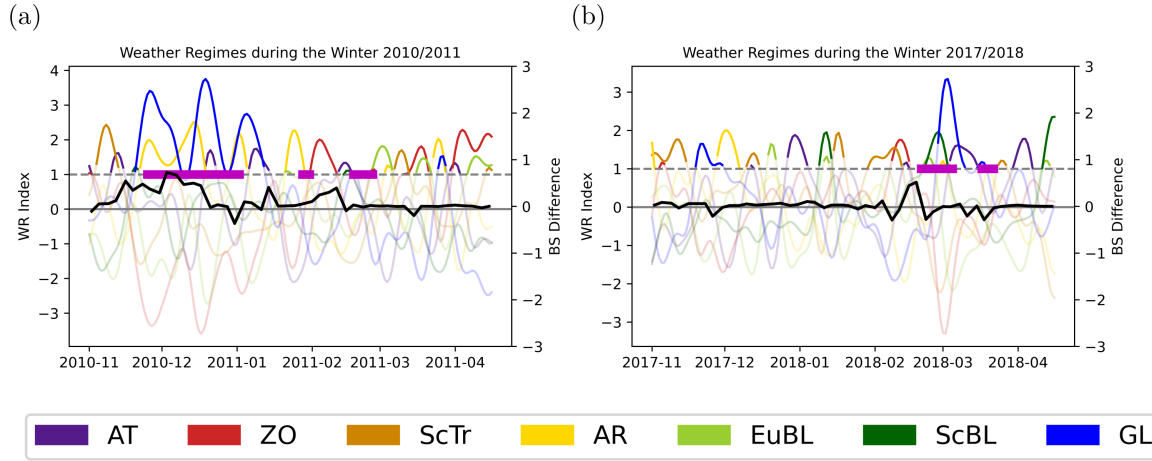 (a)
(b)
Weather Regimes during the Winter 2010/2011
Weather Regimes during the Winter 2017/2018
WR Index
4
3
2
1
0
−1
−2
−3
3
2
1
0
−1
−2
−3
BS Difference
2010-11 2010-12 2011-01 2011-02 2011-03 2011-04
WR Index
3
2
1
0
−1
−2
−3
3
2
1
0
−1
−2
−3
BS Difference
2017-11 2017-12 2018-01 2018-02 2018-03 2018-04
AT ZO ScTr AR EuBL ScBL GL